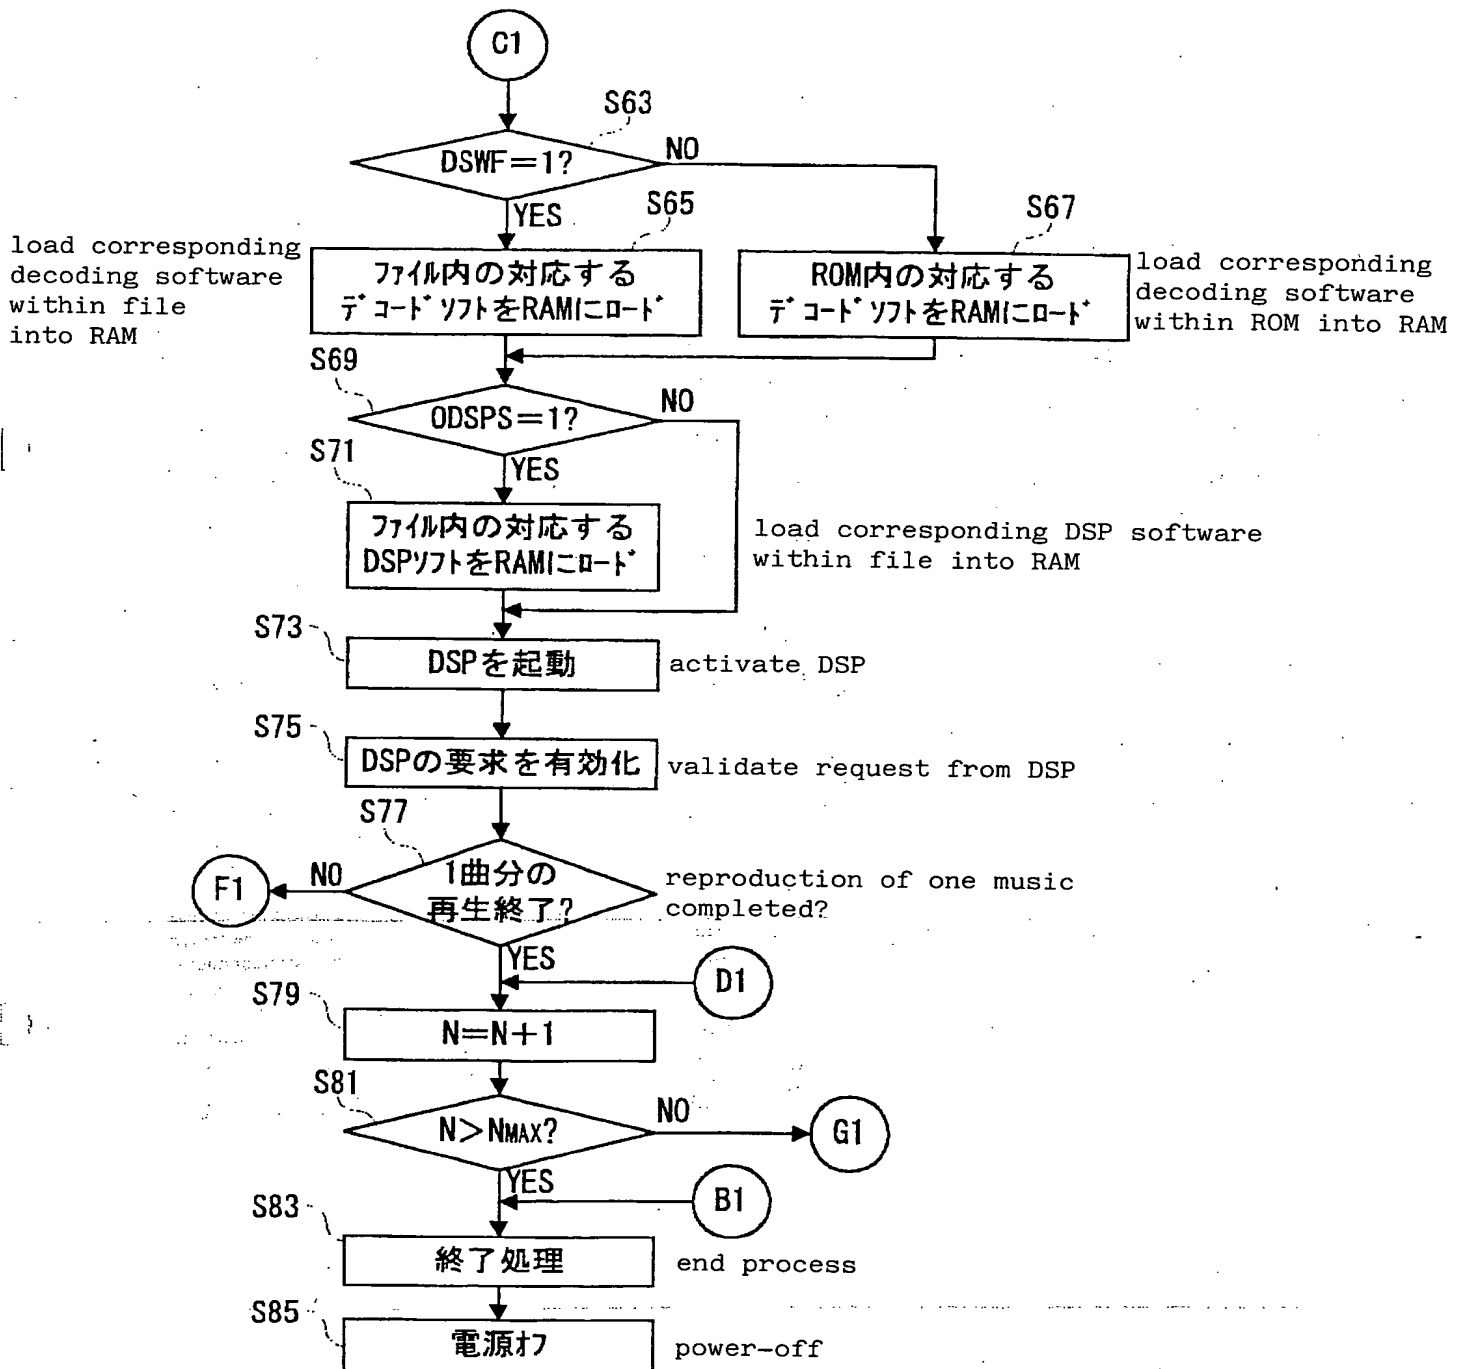 C1
S63
DSWF=1?
NO
YES
S65
S67
load corresponding
decoding software
within file
into RAM
ファイル内の対応する
デコードソフトをRAMにロード
ROM内の対応する
デコードソフトをRAMにロード
load corresponding
decoding software
within ROM into RAM
S69
ODSPS=1?
NO
S71
YES
ファイル内の対応する
DSPソフトをRAMにロード
load corresponding DSP software
within file into RAM
S73
DSPを起動
activate DSP
S75
DSPの要求を有効化
validate request from DSP
S77
F1
NO
1曲分の
再生終了?
reproduction of one music
completed?
YES
D1
S79
N=N+1
S81
N>NMAX?
NO
G1
YES
B1
S83
終了処理
end process
S85
電源オフ
power-off